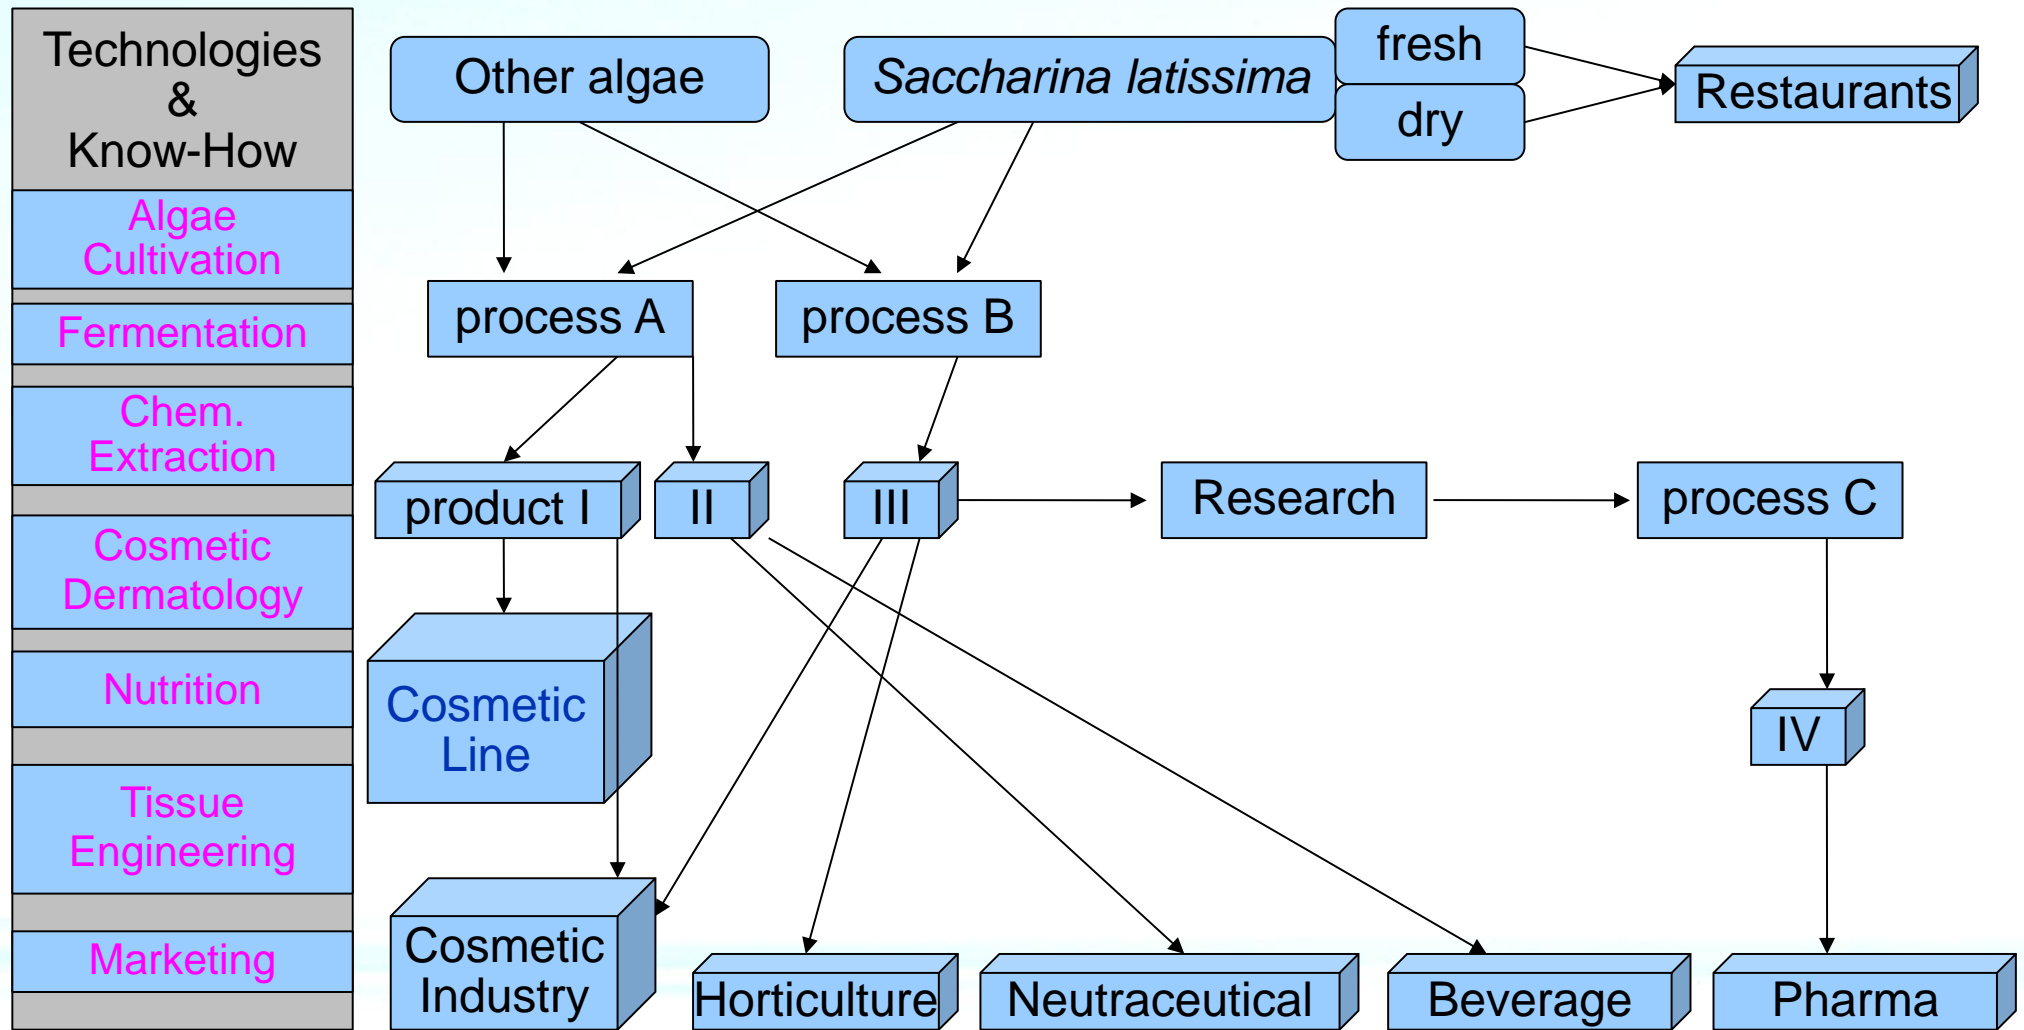 Technologies
&
Know-How
Algae
Cultivation
Fermentation
Chem.
Extraction
Cosmetic
Dermatology
Nutrition
Tissue
Engineering
Marketing
Other algae
Saccharina latissima
fresh
dry
Restaurants
process A
process B
product I
II
III
Research
process C
Cosmetic
Line
IV
Cosmetic
Industry
Horticulture
Neutraceutical
Beverage
Pharma